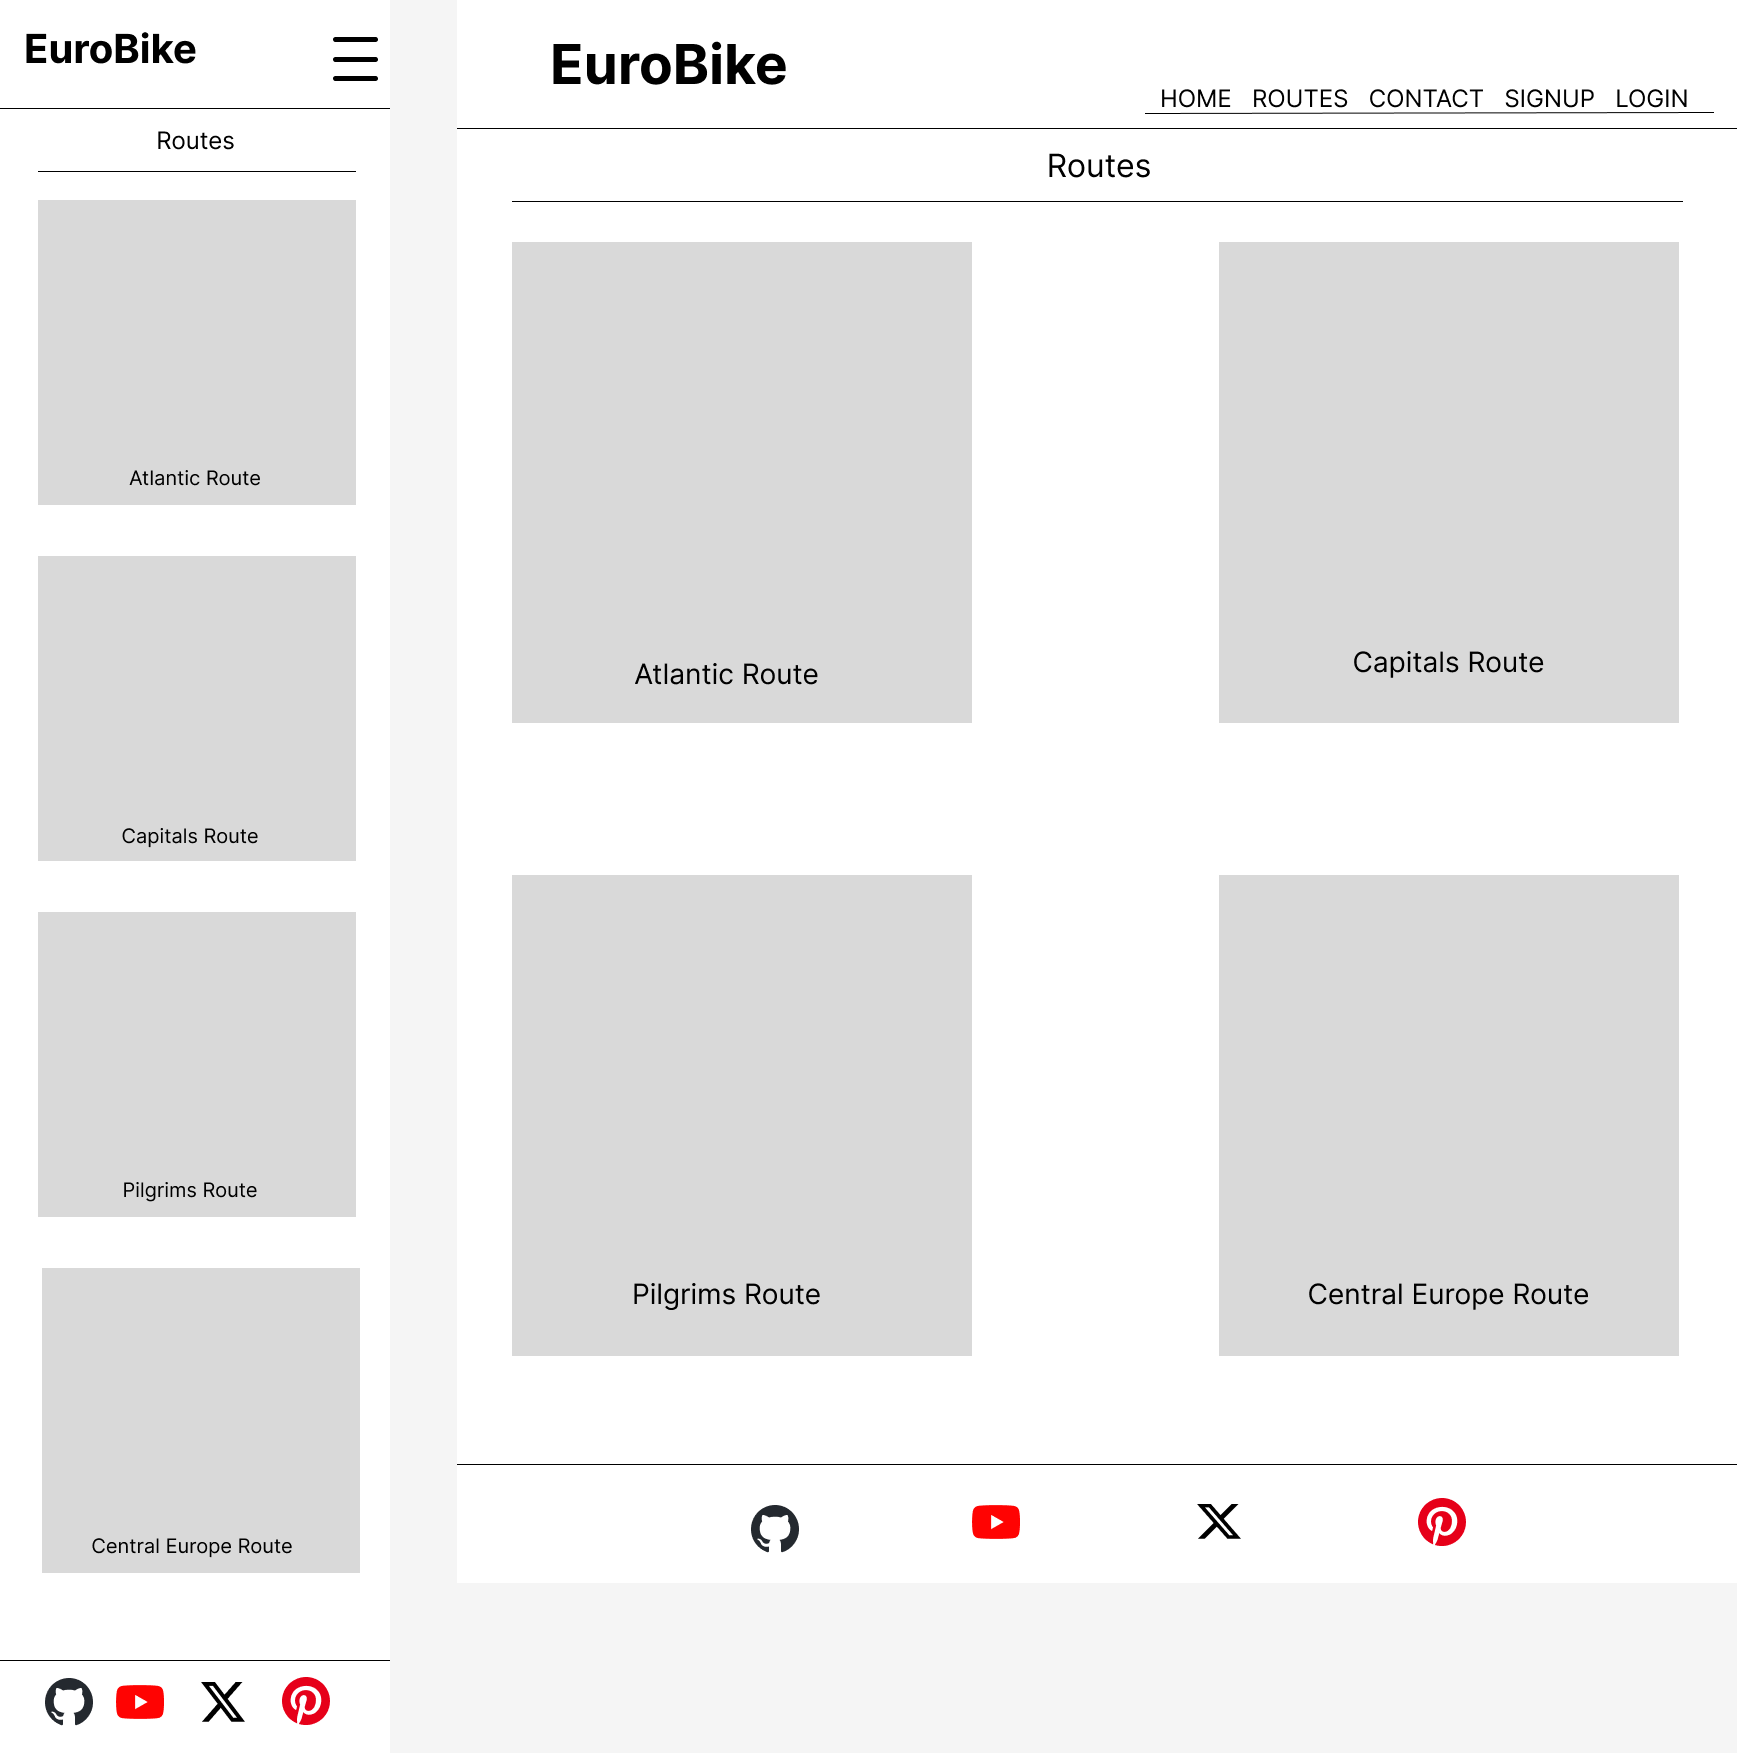 EuroBike
Routes
Atlantic Route
Capitals Route
Pilgrims Route
Central Europe Route
EuroBike
HOME ROUTES CONTACT SIGNUP LOGIN
Routes
Atlantic Route
Capitals Route
Pilgrims Route
Central Europe Route